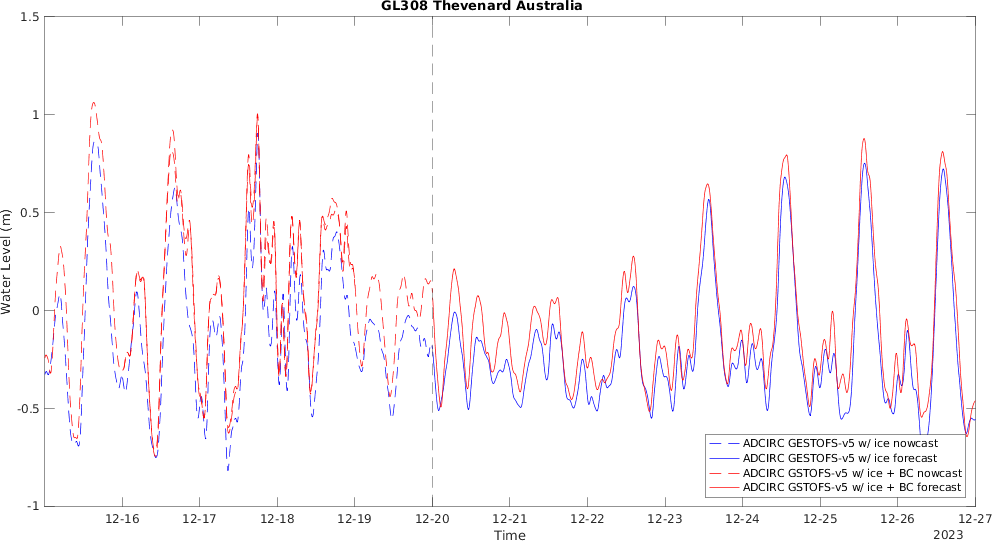 GL308 Thevenard Australia
1.5
1
0.5
0
-0.5
-1
Water Level (m)
12-16
12-17
12-18
12-19
12-20
12-21
12-22
12-23
12-24
12-25
12-26
12-27
Time
2023
ADCIRC GESTOFS-v5 w/ ice nowcast
ADCIRC GESTOFS-v5 w/ ice forecast
ADCIRC GSTOFS-v5 w/ ice + BC nowcast
ADCIRC GSTOFS-v5 w/ ice + BC forecast